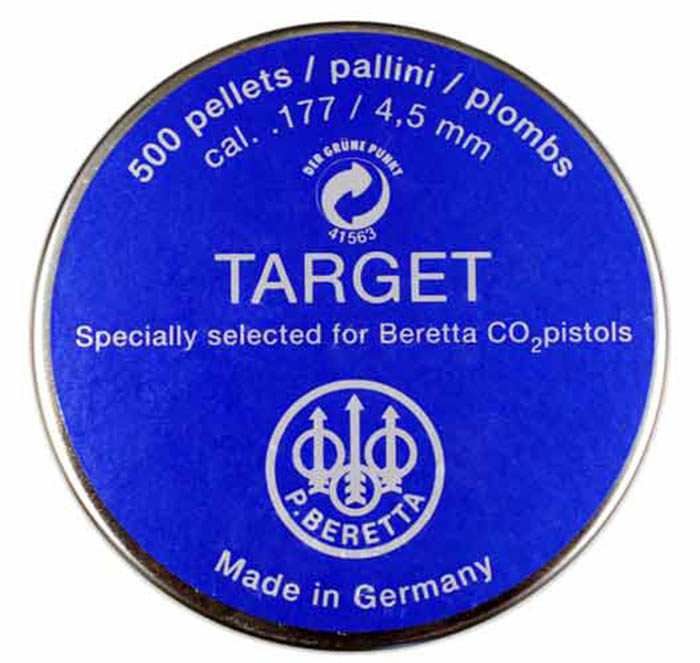 500 pellets / pallini / plombs
cal. .177 / 4,5 mm
DER GRÜNE PUNKT
41563
TARGET
Specially selected for Beretta CO₂pistols
P. BERETTA
Made in Germany